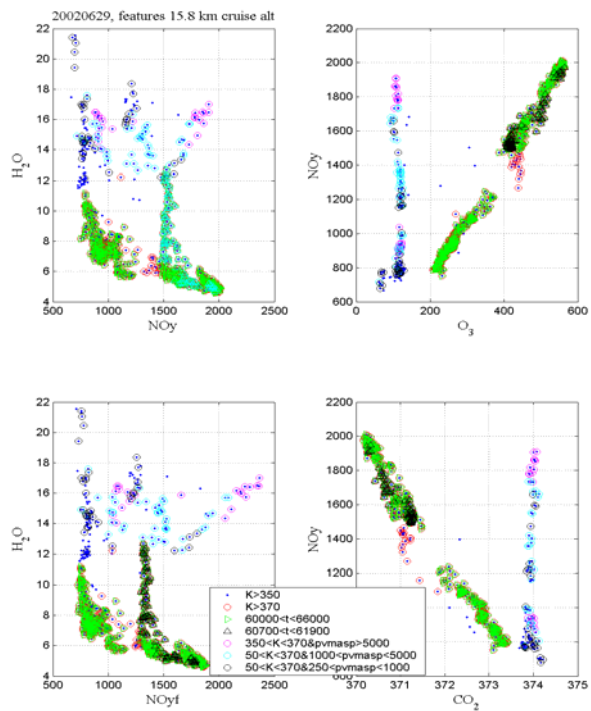 20020629, features 15.8 km cruise alt
22
20
18
16
14
12
10
8
6
4
H2O
500 1000 1500 2000 2500
NOy
2200
2000
1800
1600
1400
1200
1000
800
600
NOy
0 200 400 600
O3
22
20
18
16
14
12
10
8
6
4
H2O
500 1000 1500 2000 2500
NOyf
2200
2000
1800
1600
1400
1200
1000
800
NOy
370 371 372 373 374 375
CO2
K>350
K>370
60000<t<66000
60700<t<61900
350<K<370&pvmasp>5000
50<K<370&1000<pvmasp<5000
50<K<370&250<pvmasp<1000